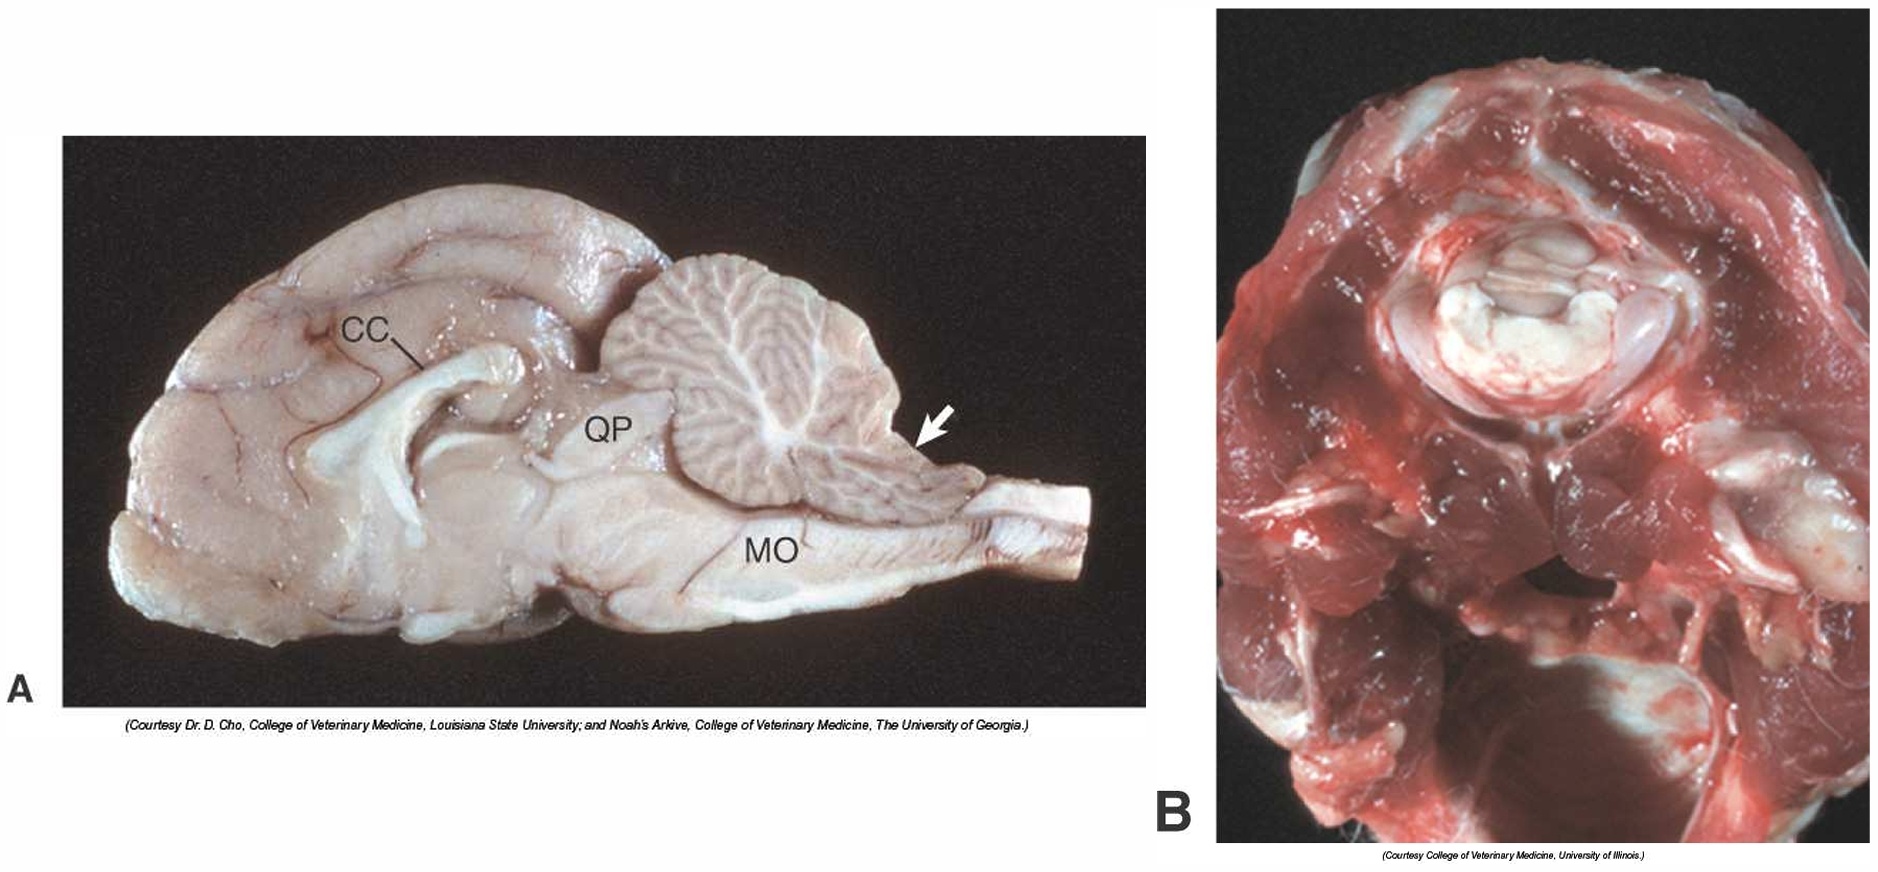 CC
QP
MO
A
(Courtesy Dr. D. Cho, College of Veterinary Medicine, Louisiana State University; and Noah's Arkive, College of Veterinary Medicine, The University of Georgia.)
B
(Courtesy College of Veterinary Medicine, University of Illinois.)